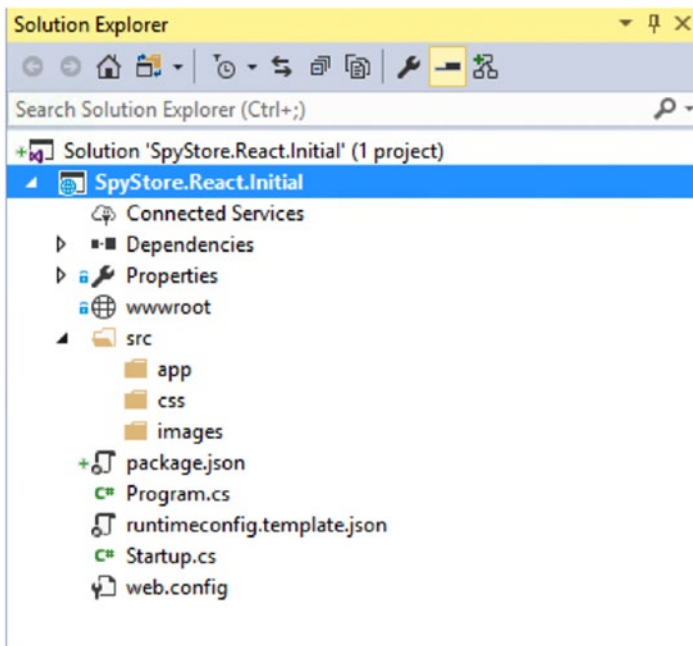 Solution Explorer
Search Solution Explorer (Ctrl+;)
Solution 'SpyStore.React.Initial' (1 project)
SpyStore.React.Initial
Connected Services
Dependencies
Properties
wwwroot
src
app
css
images
package.json
C# Program.cs
runtimeconfig.template.json
C# Startup.cs
web.config